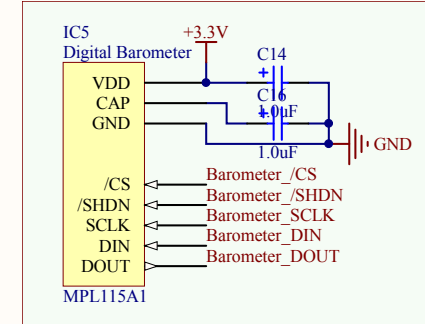 IC5
Digital Barometer
+3.3V
C14
+
VDD
C16
CAP
+
1.0uF
GND
GND
1.0uF
/CS
Barometer_/CS
/SHDN
Barometer_/SHDN
SCLK
Barometer_SCLK
DIN
Barometer_DIN
DOUT
Barometer_DOUT
MPL115A1